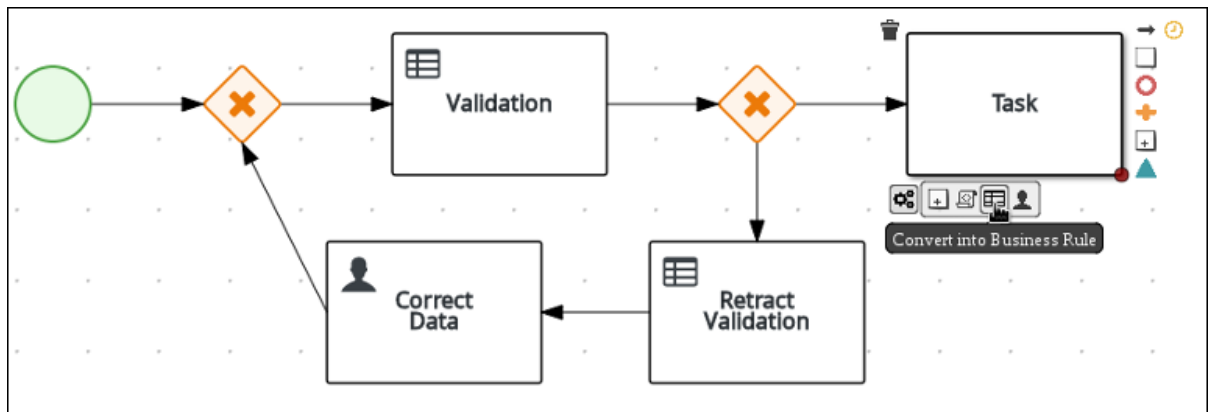 Validation
Task
Convert into Business Rule
Correct
Data
Retract
Validation